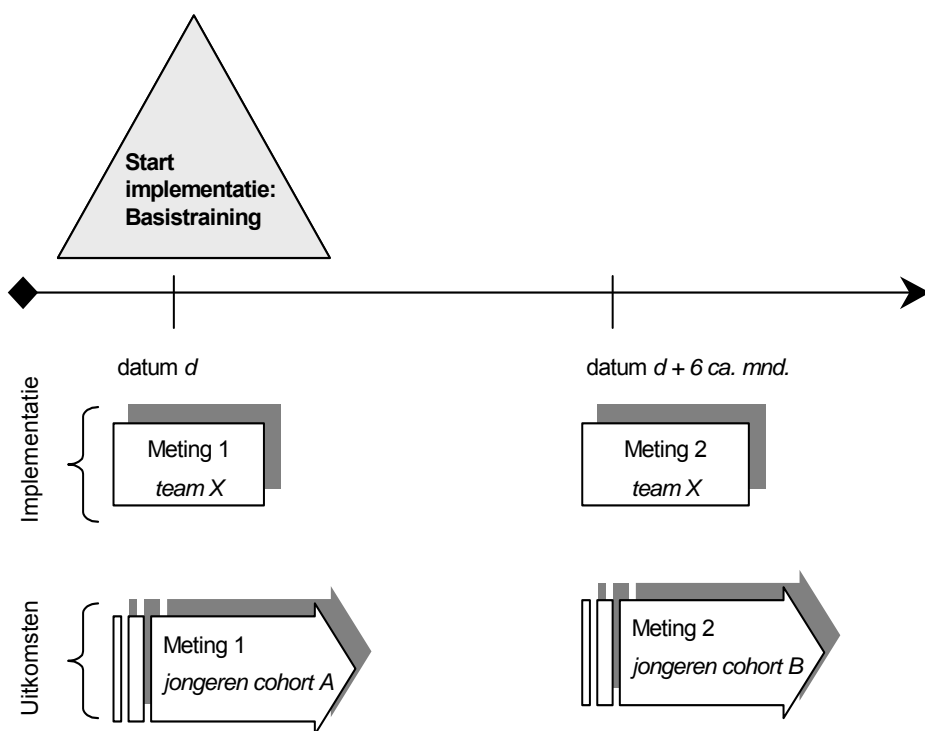 Start
implementatie:
Basistraining
datum d
datum d + 6 ca. mnd.
Implementatie
Meting 1
team X
Meting 2
team X
Uitkomsten
Meting 1
jongeren cohort A
Meting 2
jongeren cohort B